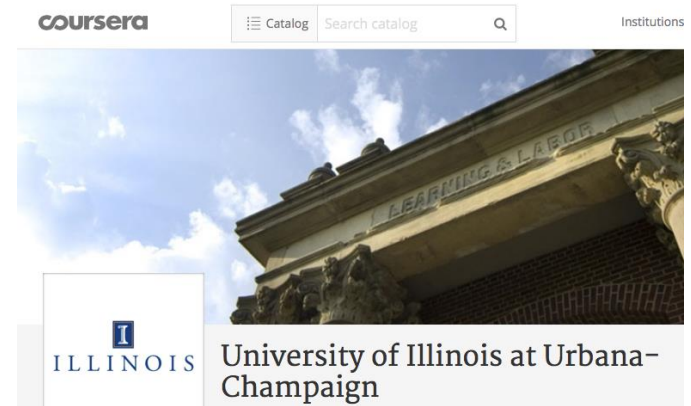 coursera
Catalog Search catalog Institutions
LEARNING & LABOR
I
ILLINOIS
University of Illinois at Urbana-
Champaign